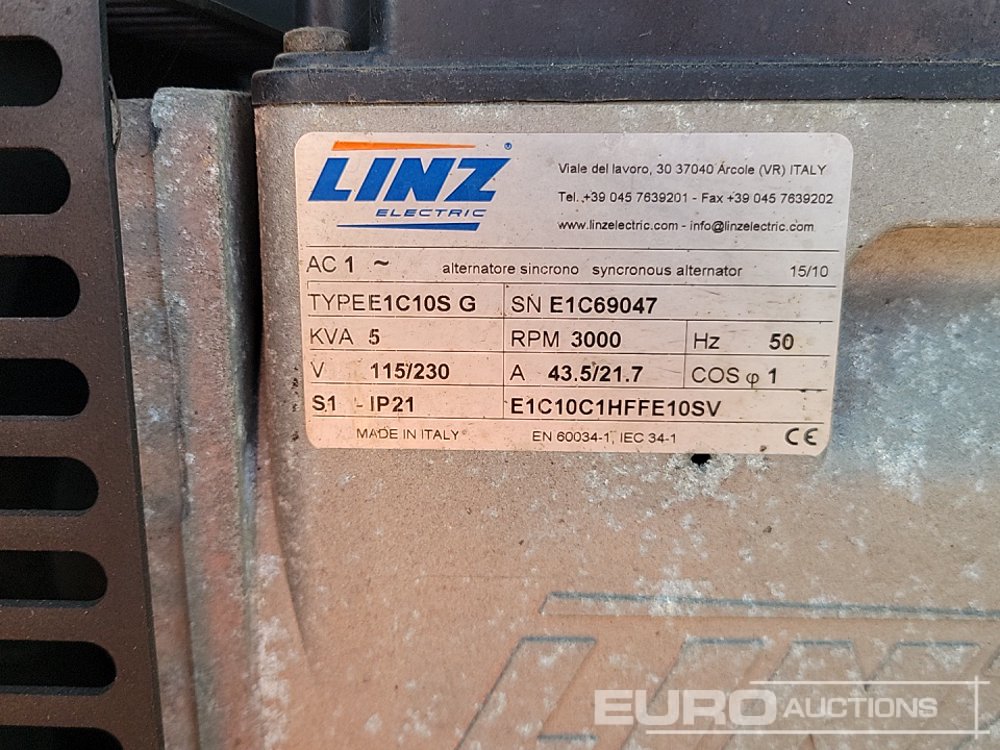 LINZ®
ELECTRIC
Viale del lavoro, 30 37040 Arcole (VR) ITALY
Tel. +39 045 7639201 - Fax +39 045 7639202
www.linzelectric.com - info@linzelectric.com
AC 1 ~ alternatore sincrono syncronous alternator 15/10
TYPE E1C10S G SN E1C69047
KVA 5 RPM 3000 Hz 50
V 115/230 A 43.5/21.7 COS φ 1
S1 - IP21 E1C10C1HFFE10SV
MADE IN ITALY EN 60034-1, IEC 34-1 CE
LINZ
EURO AUCTIONS